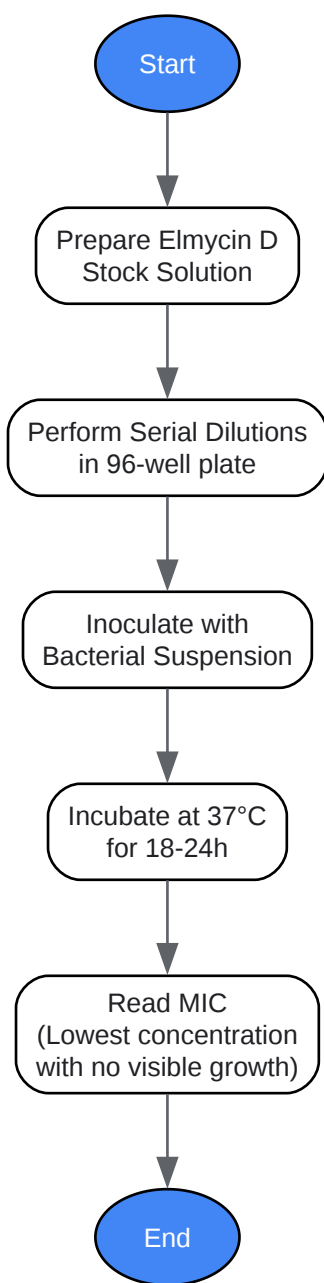 Start
Prepare Elmycin D
Stock Solution
Perform Serial Dilutions
in 96-well plate
Inoculate with
Bacterial Suspension
Incubate at 37°C
for 18-24h
Read MIC
(Lowest concentration
with no visible growth)
End